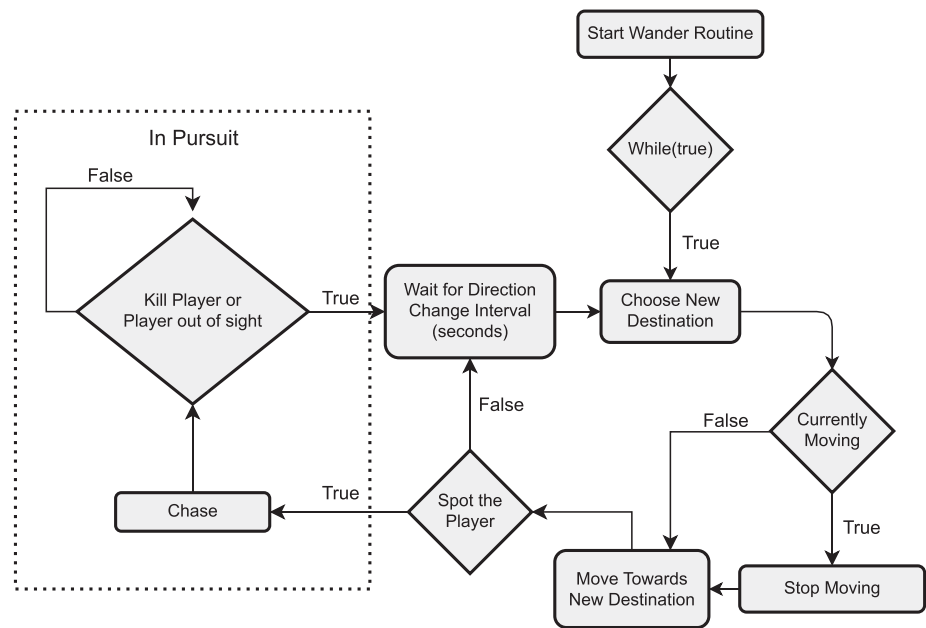 Start Wander Routine
While(true)
True
In Pursuit
False
Kill Player or
Player out of sight
True
Wait for Direction
Change Interval
(seconds)
Choose New
Destination
False
False
Currently
Moving
True
Chase
True
Spot the
Player
Move Towards
New Destination
Stop Moving